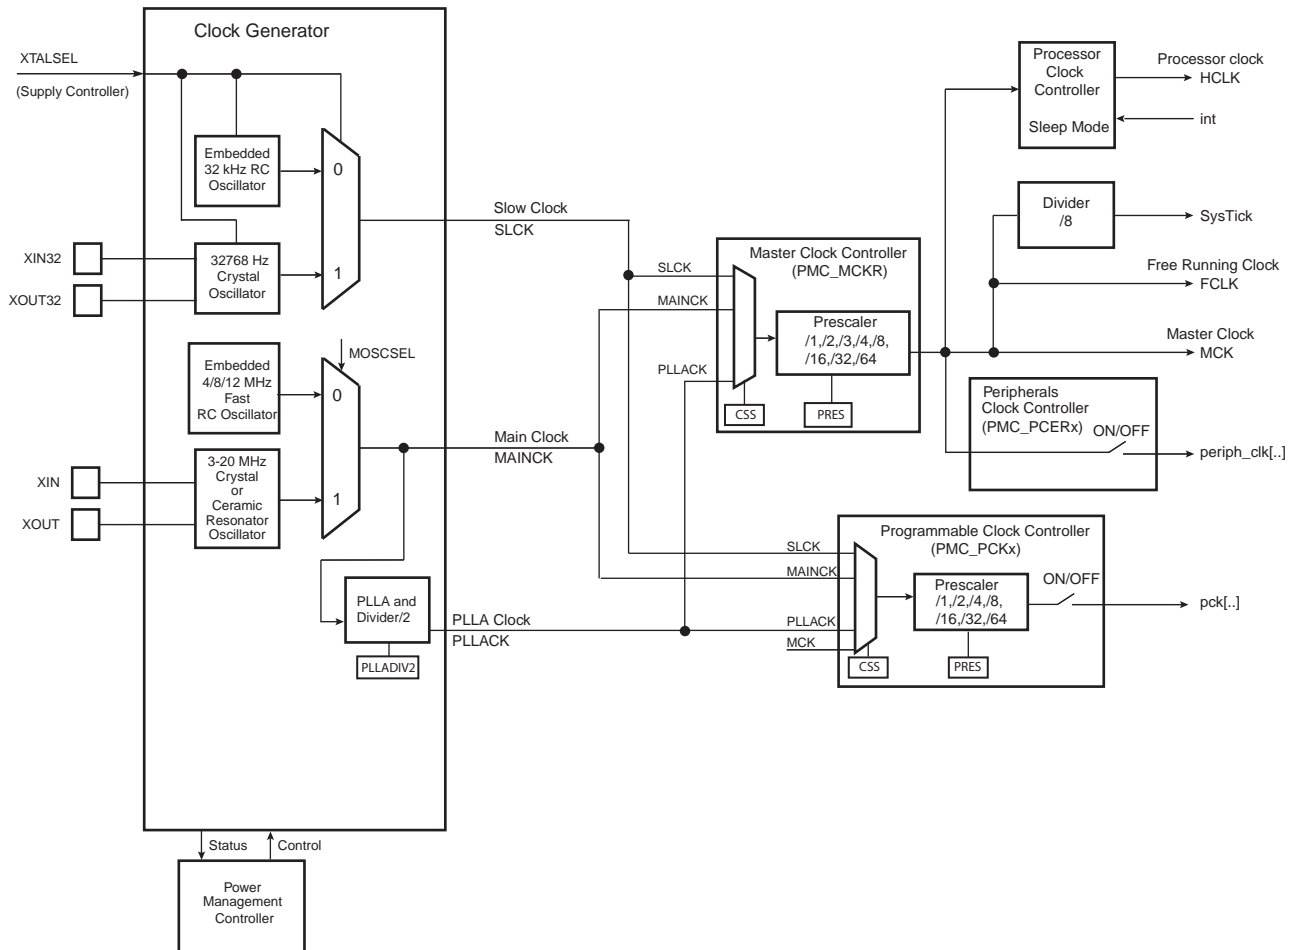 Clock Generator
XTALSEL
(Supply Controller)
Embedded
32 kHz RC
Oscillator
0
XIN32
XOUT32
32768 Hz
Crystal
Oscillator
1
Slow Clock
SLCK
MOSCSEL
Embedded
4/8/12 MHz
Fast
RC Oscillator
0
XIN
XOUT
3-20 MHz
Crystal
or
Ceramic
Resonator
Oscillator
1
Main Clock
MAINCK
PLLA and
Divider/2
PLLADIV2
PLLA Clock
PLLACK
Status
Control
Power
Management
Controller
Master Clock Controller
(PMC_MCKR)
SLCK
MAINCK
PLLACK
Prescaler
/1,/2,/3,/4,/8,
/16,/32,/64
CSS
PRES
Processor
Clock
Controller
Sleep Mode
Processor clock
HCLK
int
Divider
/8
SysTick
Free Running Clock
FCLK
Master Clock
MCK
Peripherals
Clock Controller
(PMC_PCERx)
ON/OFF
periph_clk[..]
Programmable Clock Controller
(PMC_PCKx)
SLCK
MAINCK
PLLACK
MCK
Prescaler
/1,/2,/4,/8,
/16,/32,/64
CSS
PRES
ON/OFF
pck[..]